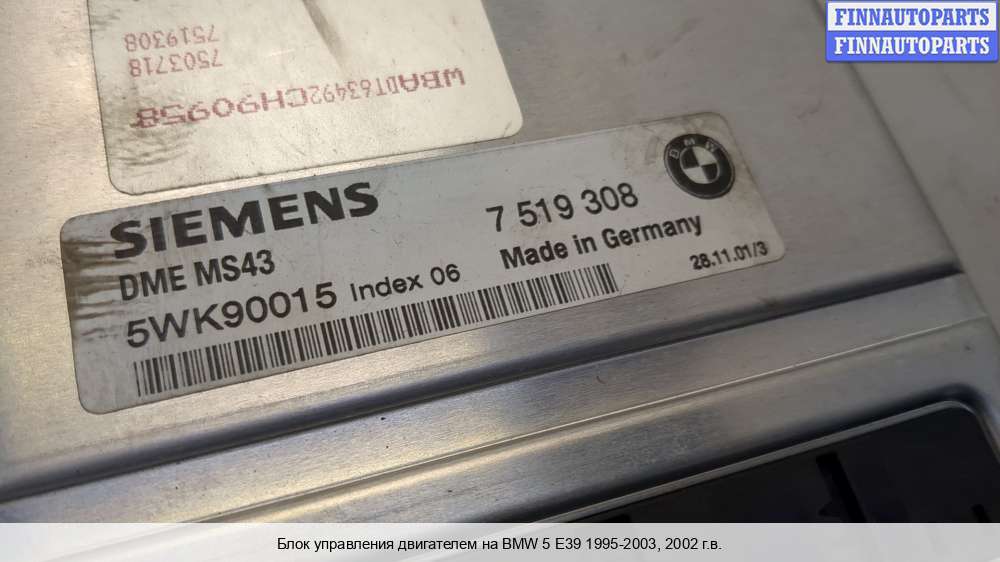 FINNAUTOPARTS
FINNAUTOPARTS
7519308
7503718
WBADT63492CH90958
BMW
SIEMENS
7 519 308
DME MS43
Made in Germany
5WK90015 Index 06
28.11.01/3
Блок управления двигателем на BMW 5 E39 1995-2003, 2002 г.в.